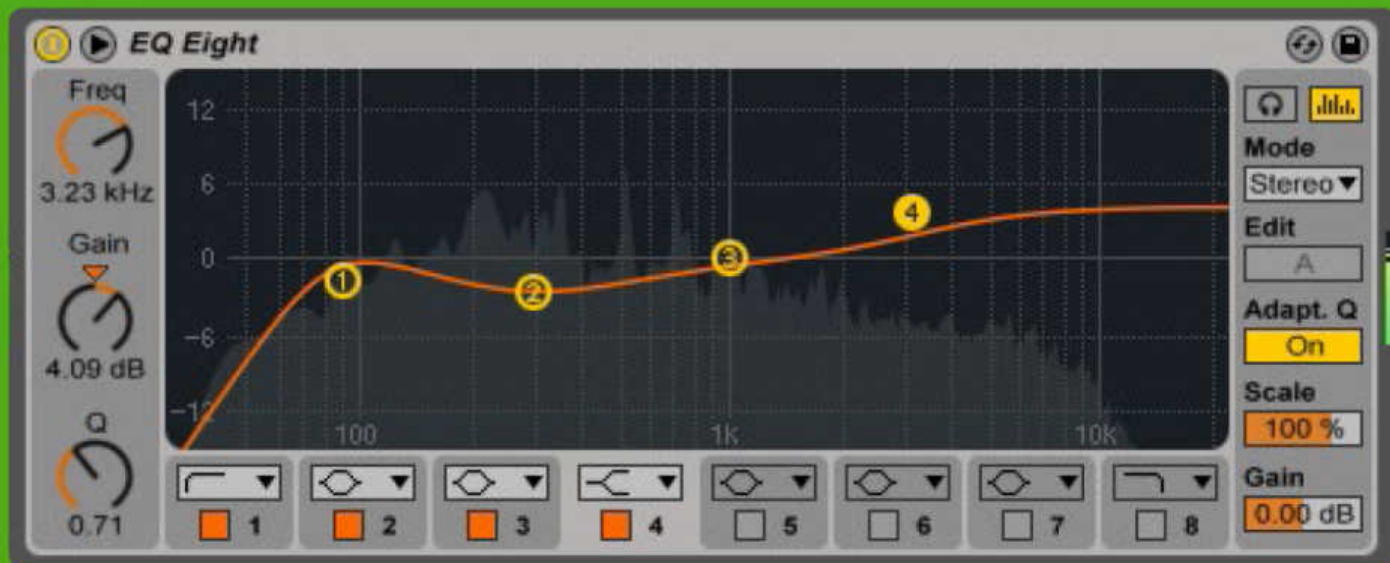 EQ Eight
Freq
3.23 kHz
Gain
4.09 dB
Q
0.71
12
6
0
-6
-12
100
1K
10K
1
2
3
4
1
2
3
4
5
6
7
8
Mode
Stereo
Edit
A
Adapt. Q
On
Scale
100 %
Gain
0.00 dB